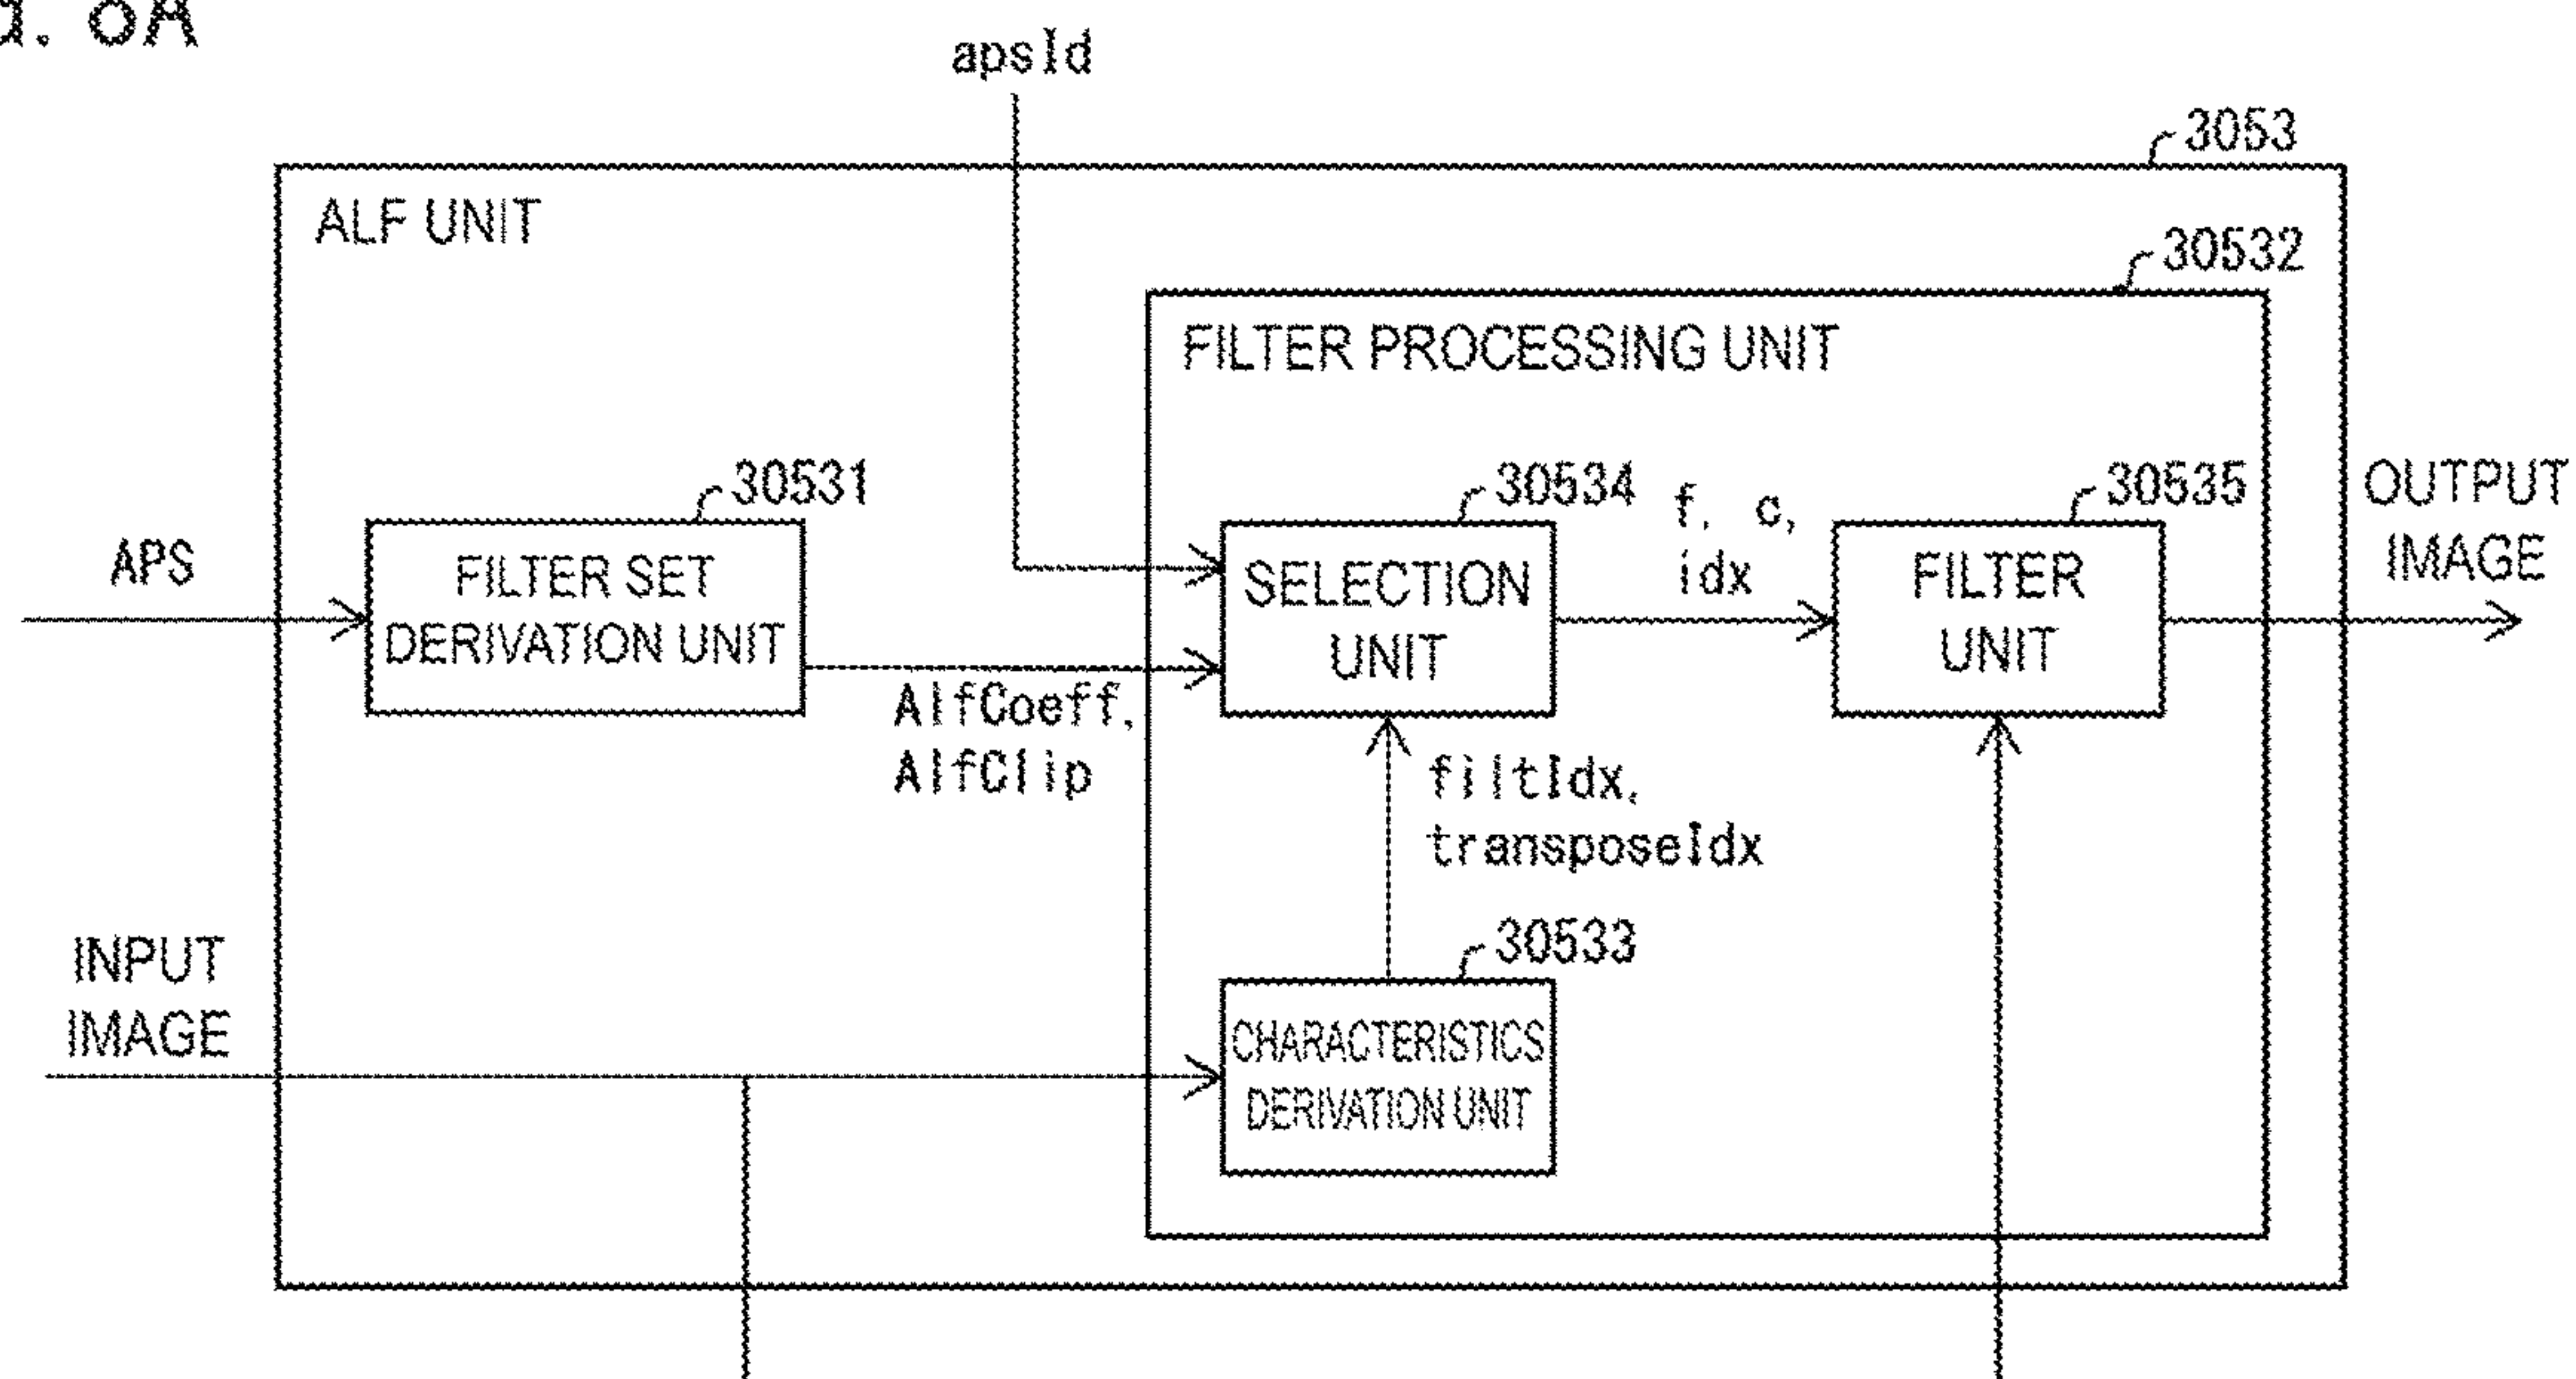 8A
apsId
3053
ALF UNIT
30532
FILTER PROCESSING UNIT
30531
30534
f, c,
idx
30535
OUTPUT
IMAGE
APS
FILTER SET
DERIVATION UNIT
SELECTION
UNIT
FILTER
UNIT
AlfCoeff,
AlfClip
filtIdx,
transposeIdx
30533
INPUT
IMAGE
CHARACTERISTICS
DERIVATION UNIT